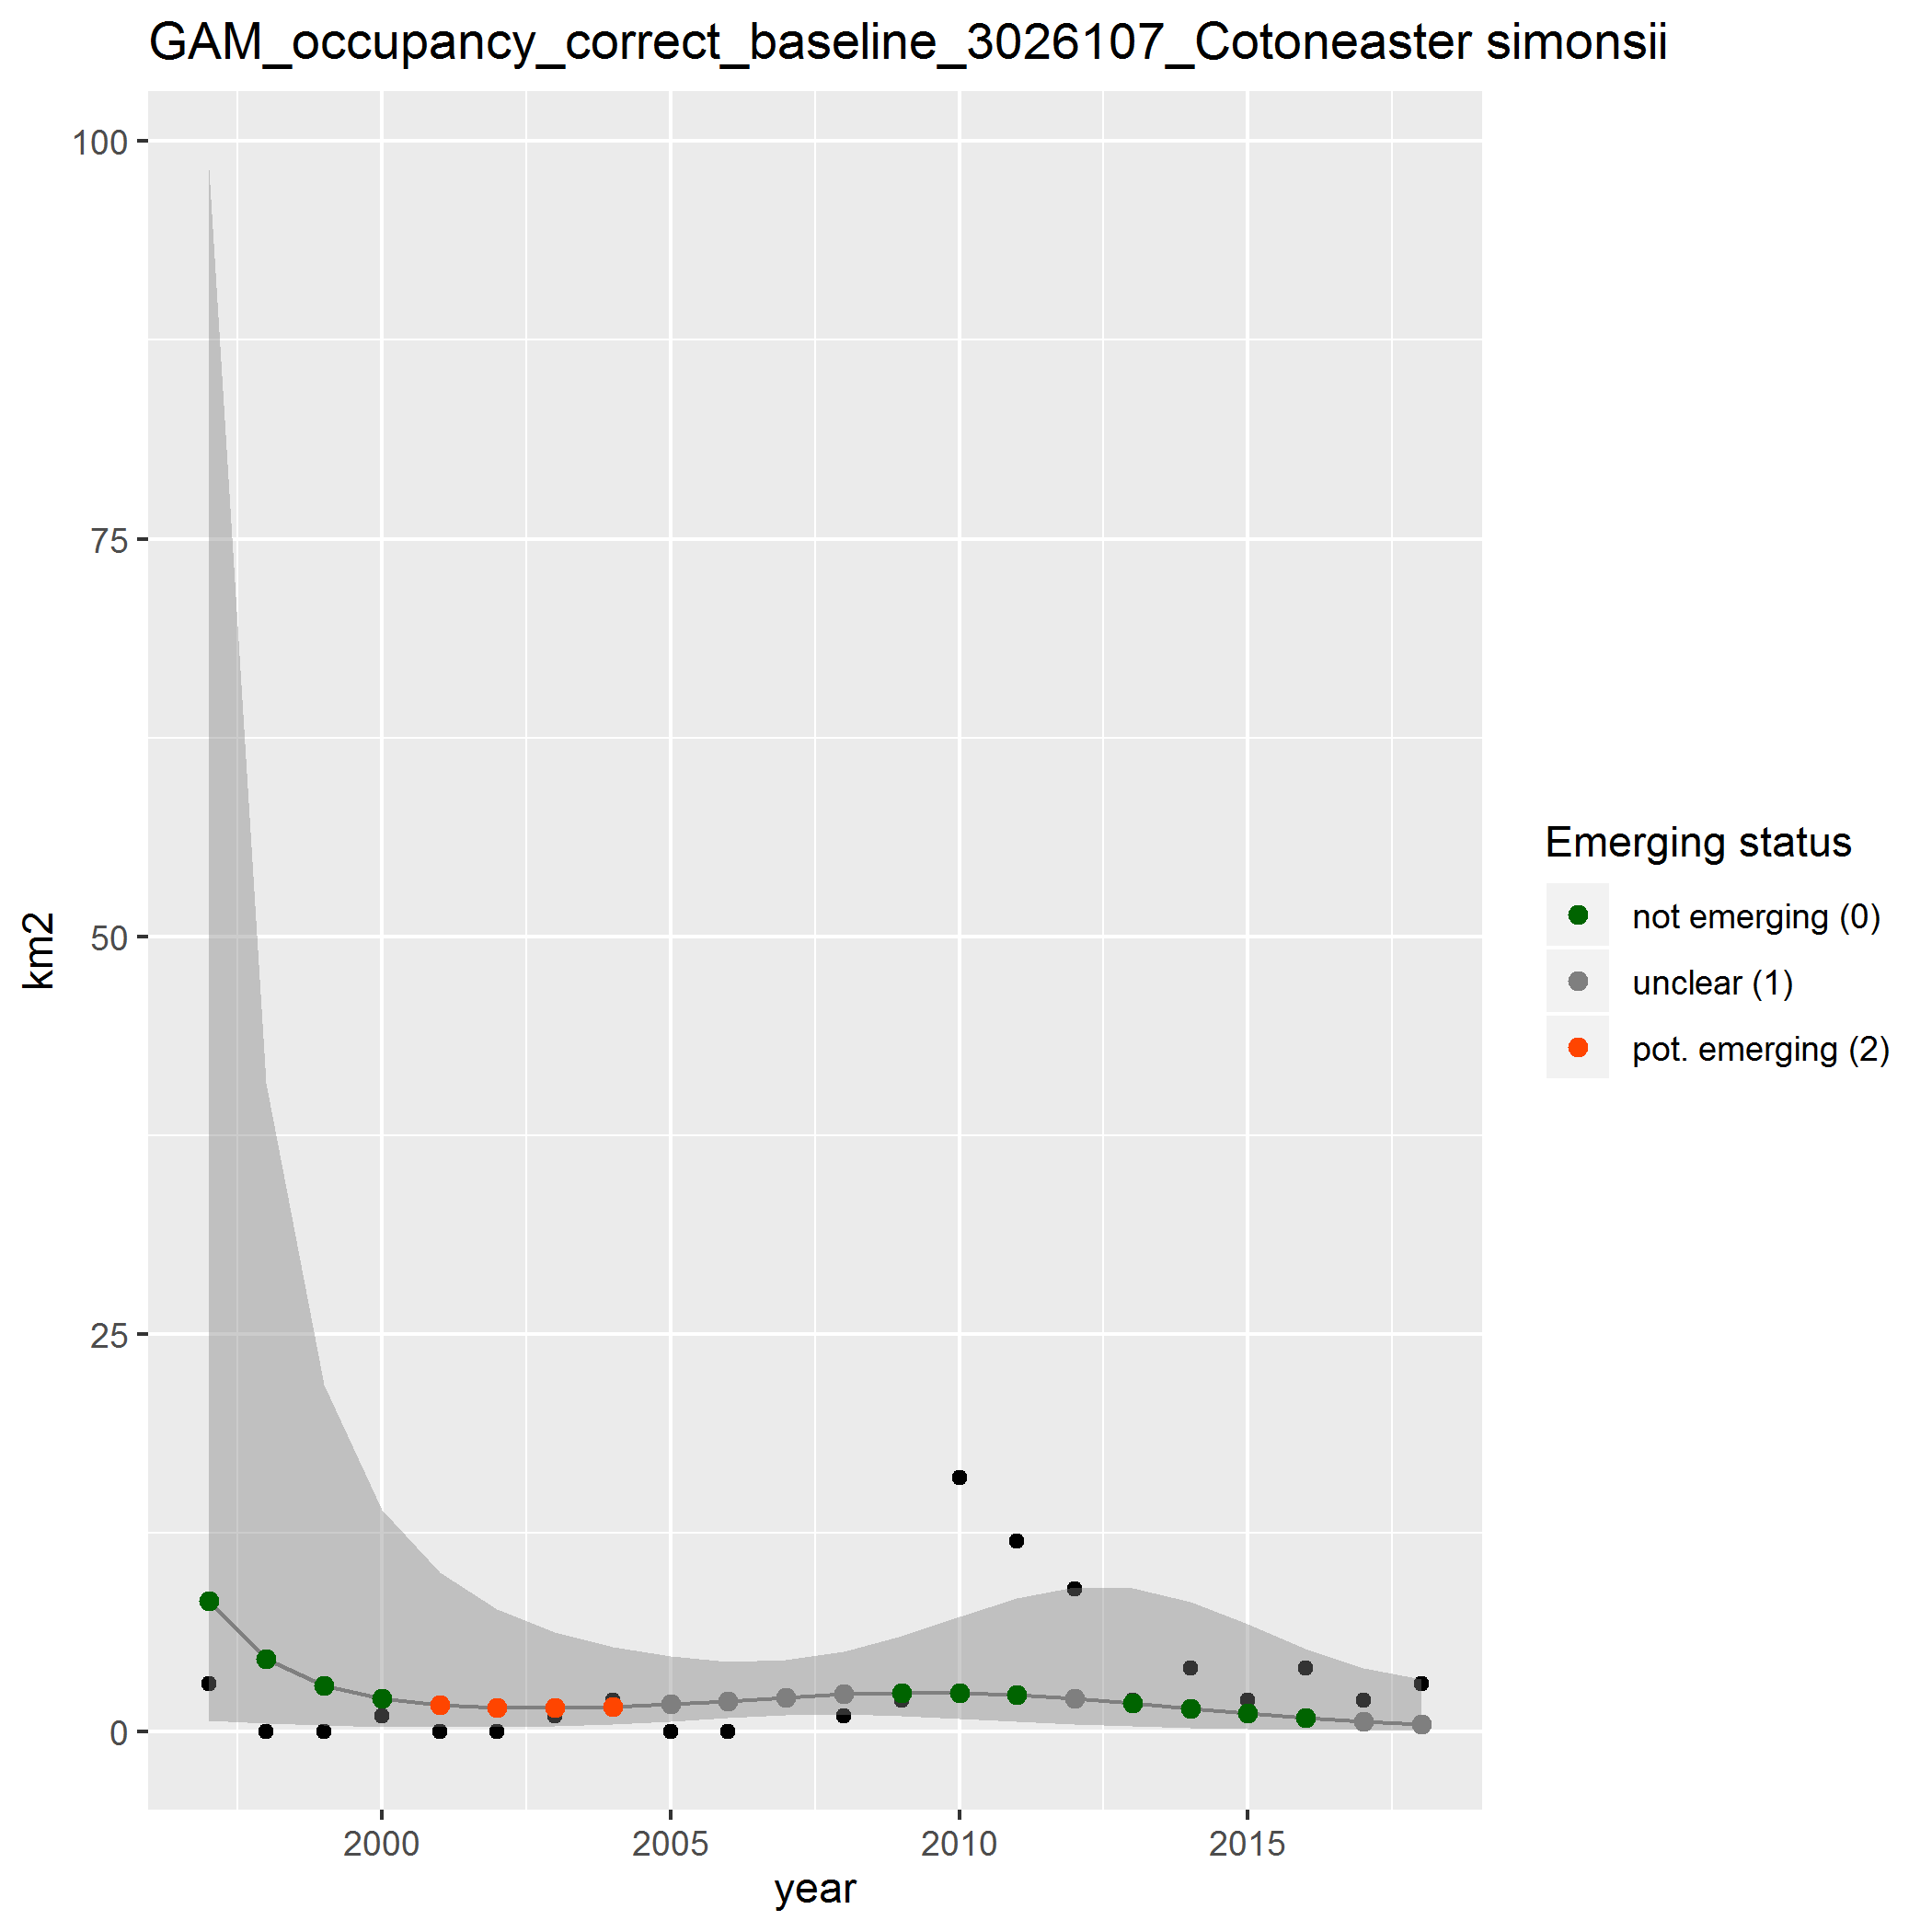 GAM_occupancy_correct_baseline_3026107_Cotoneaster simonsii
100
75
50
25
0
km2
2000
2005
2010
2015
year
Emerging status
not emerging (0)
unclear (1)
pot. emerging (2)